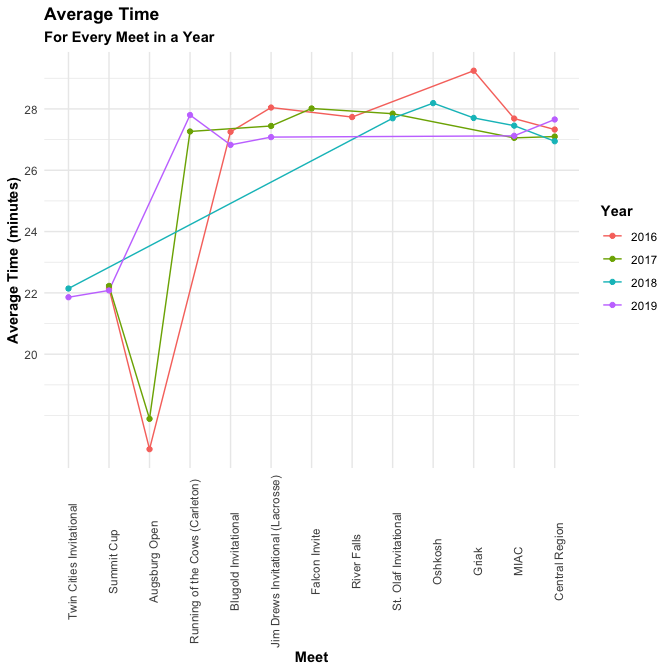 Average Time
For Every Meet in a Year
Average Time (minutes)
28
26
24
22
20
Year
2016
2017
2018
2019
Twin Cities Invitational
Summit Cup
Augsburg Open
Running of the Cows (Carleton)
Blugold Invitational
Jim Drews Invitational (Lacrosse)
Falcon Invite
River Falls
St. Olaf Invitational
Oshkosh
Griak
MIAC
Central Region
Meet